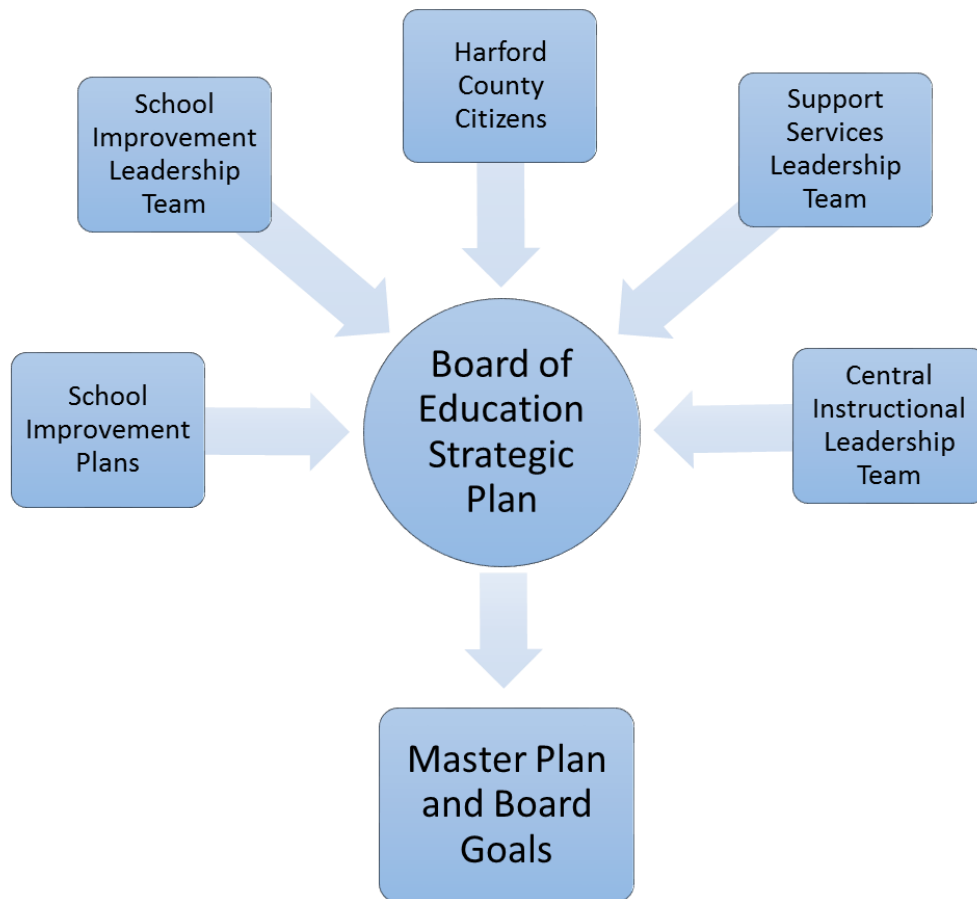 Harford
County
Citizens
School
Improvement
Leadership
Team
Support
Services
Leadership
Team
School
Improvement
Plans
Board of
Education
Strategic
Plan
Central
Instructional
Leadership
Team
Master Plan
and Board
Goals